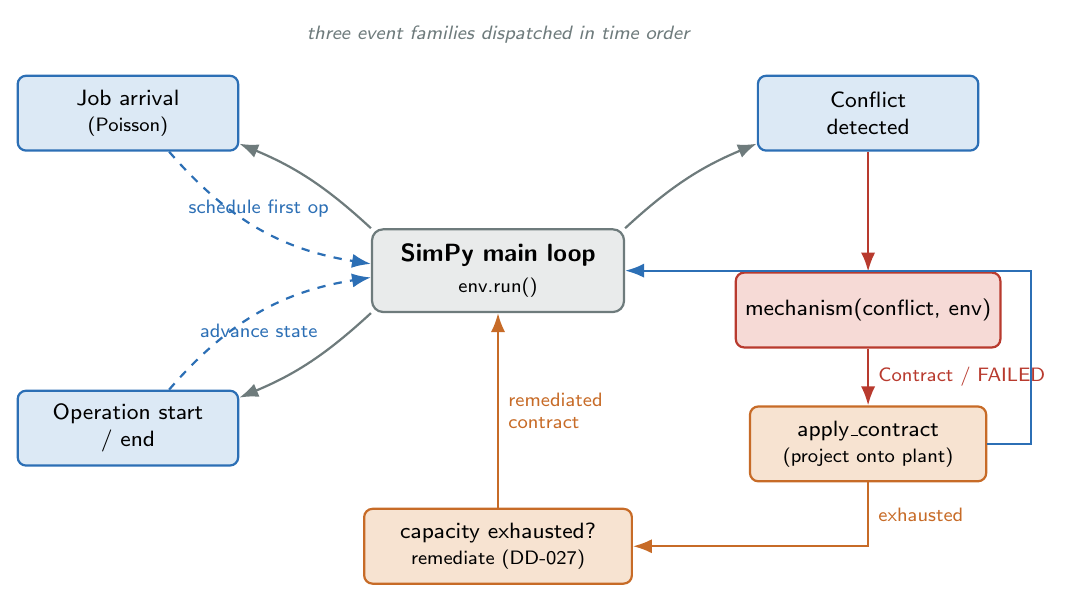 three event families dispatched in time order
Job arrival
(Poisson)
Conflict
detected
schedule first op
SimPy main loop
env.run()
mechanism(conflict, env)
advance state
Contract / FAILED
Operation start
/ end
remediated
contract
apply_contract
(project onto plant)
exhausted
capacity exhausted?
remediate (DD-027)